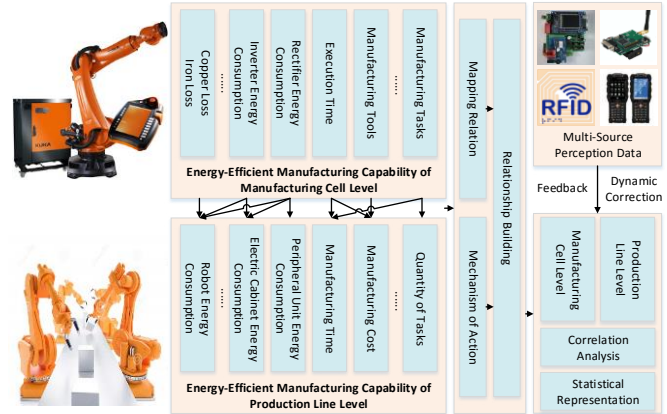 KUKA
Copper Loss
Iron Loss
......
Inverter Energy
Consumption
Rectifier Energy
Consumption
Execution Time
Manufacturing Tools
......
Manufacturing Tasks
Energy-Efficient Manufacturing Capability of
Manufacturing Cell Level
Robot Energy
Consumption
......
Electric Cabinet Energy
Consumption
Peripheral Unit Energy
Consumption
Manufacturing Time
Manufacturing Cost
......
Quantity of Tasks
Energy-Efficient Manufacturing Capability of
Production Line Level
Mapping Relation
Mechanism of Action
Relationship Building
RFID
Multi-Source
Perception Data
Feedback
Dynamic
Correction
Manufacturing
Cell Level
Production
Line Level
Correlation
Analysis
Statistical
Representation